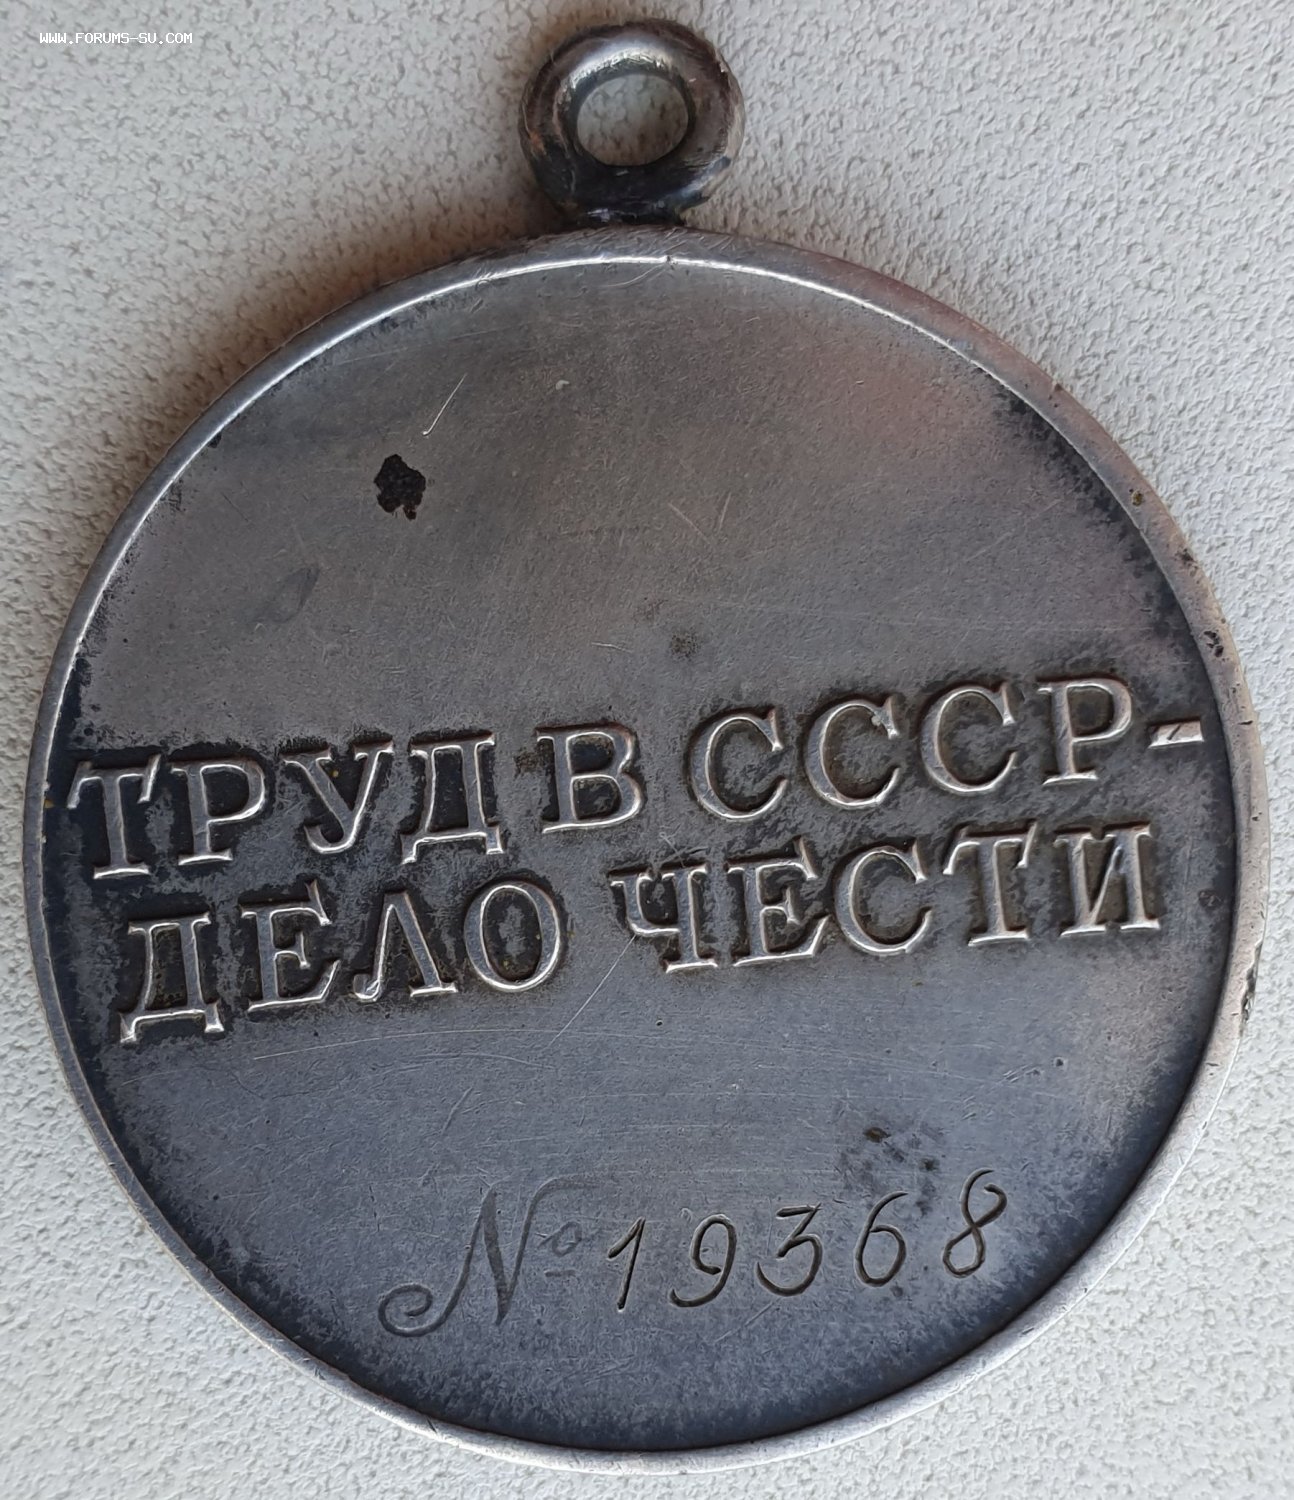 WWW.FORUMS-SU.COM
ТРУД В СССР-
ДЕЛО ЧЕСТИ
№ 19368